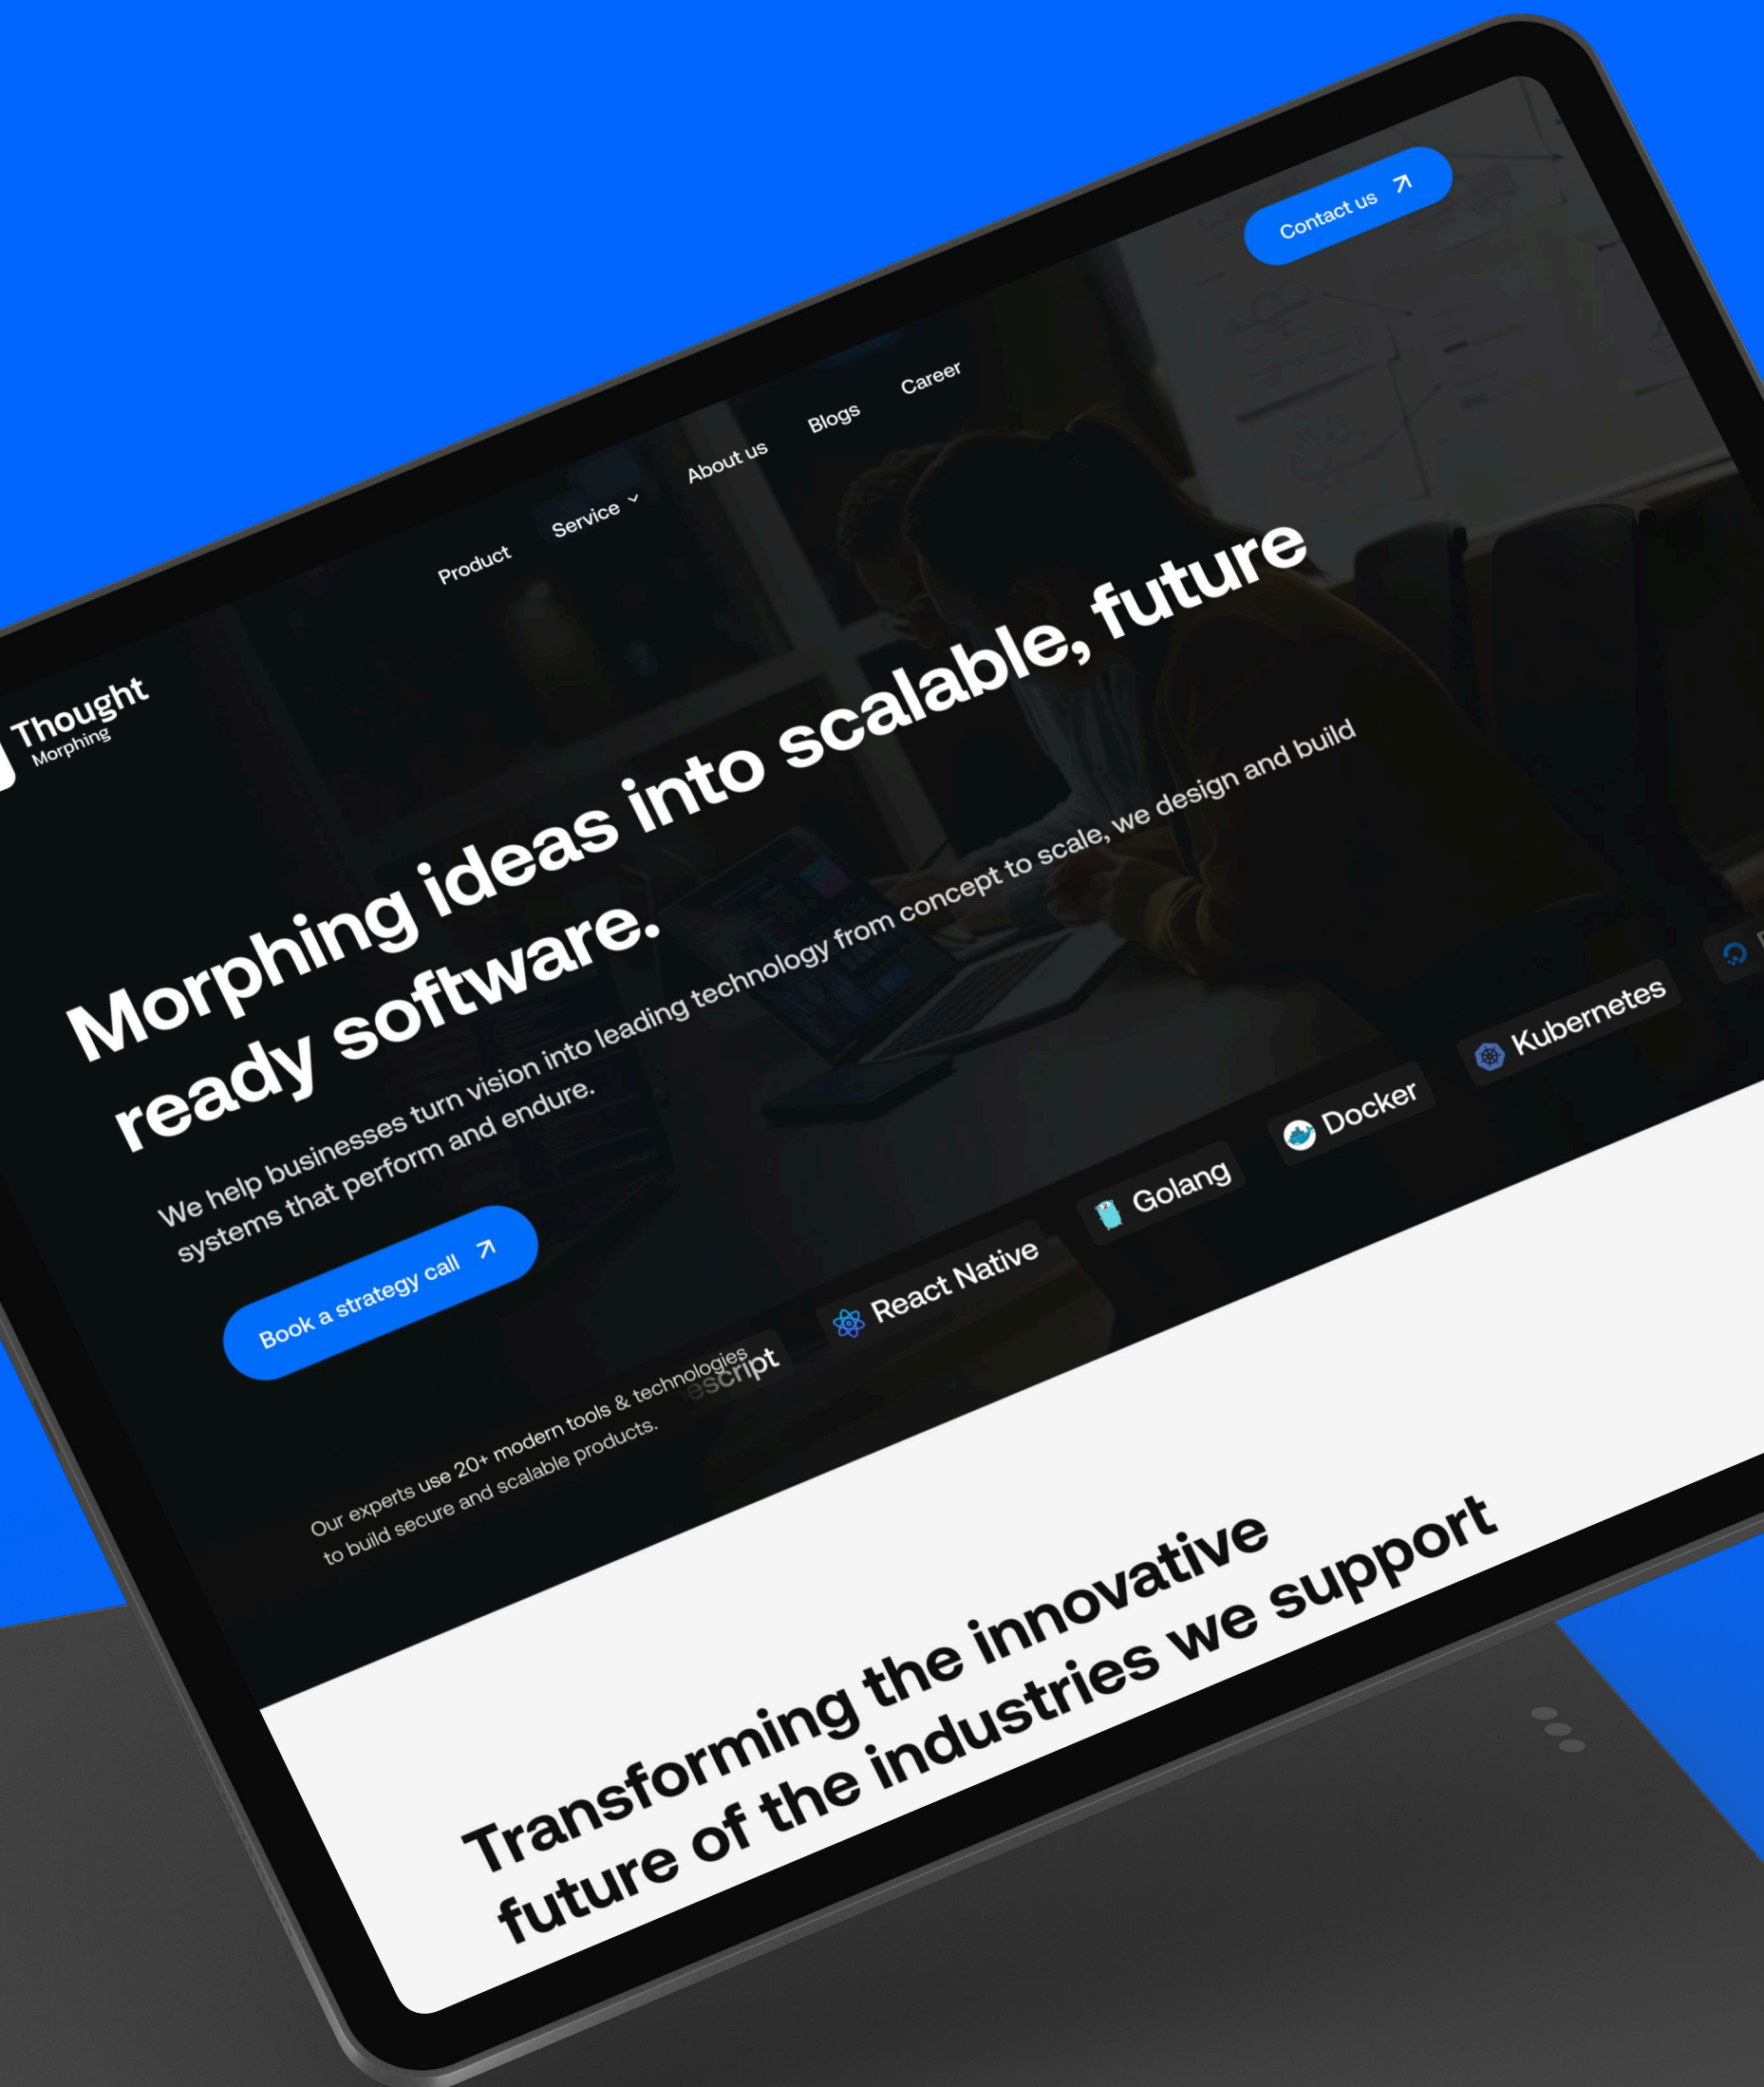 Contact us
Product
Service
About us
Blogs
Career
Thought
Morphing
Morphing ideas into scalable, future
ready software.
We help businesses turn vision into leading technology from concept to scale, we design and build
systems that perform and endure.
Book a strategy call
Our experts use 20+ modern tools & technologies
to build secure and scalable products.
escript
React Native
Golang
Docker
Kubernetes
Transforming the innovative
future of the industries we support